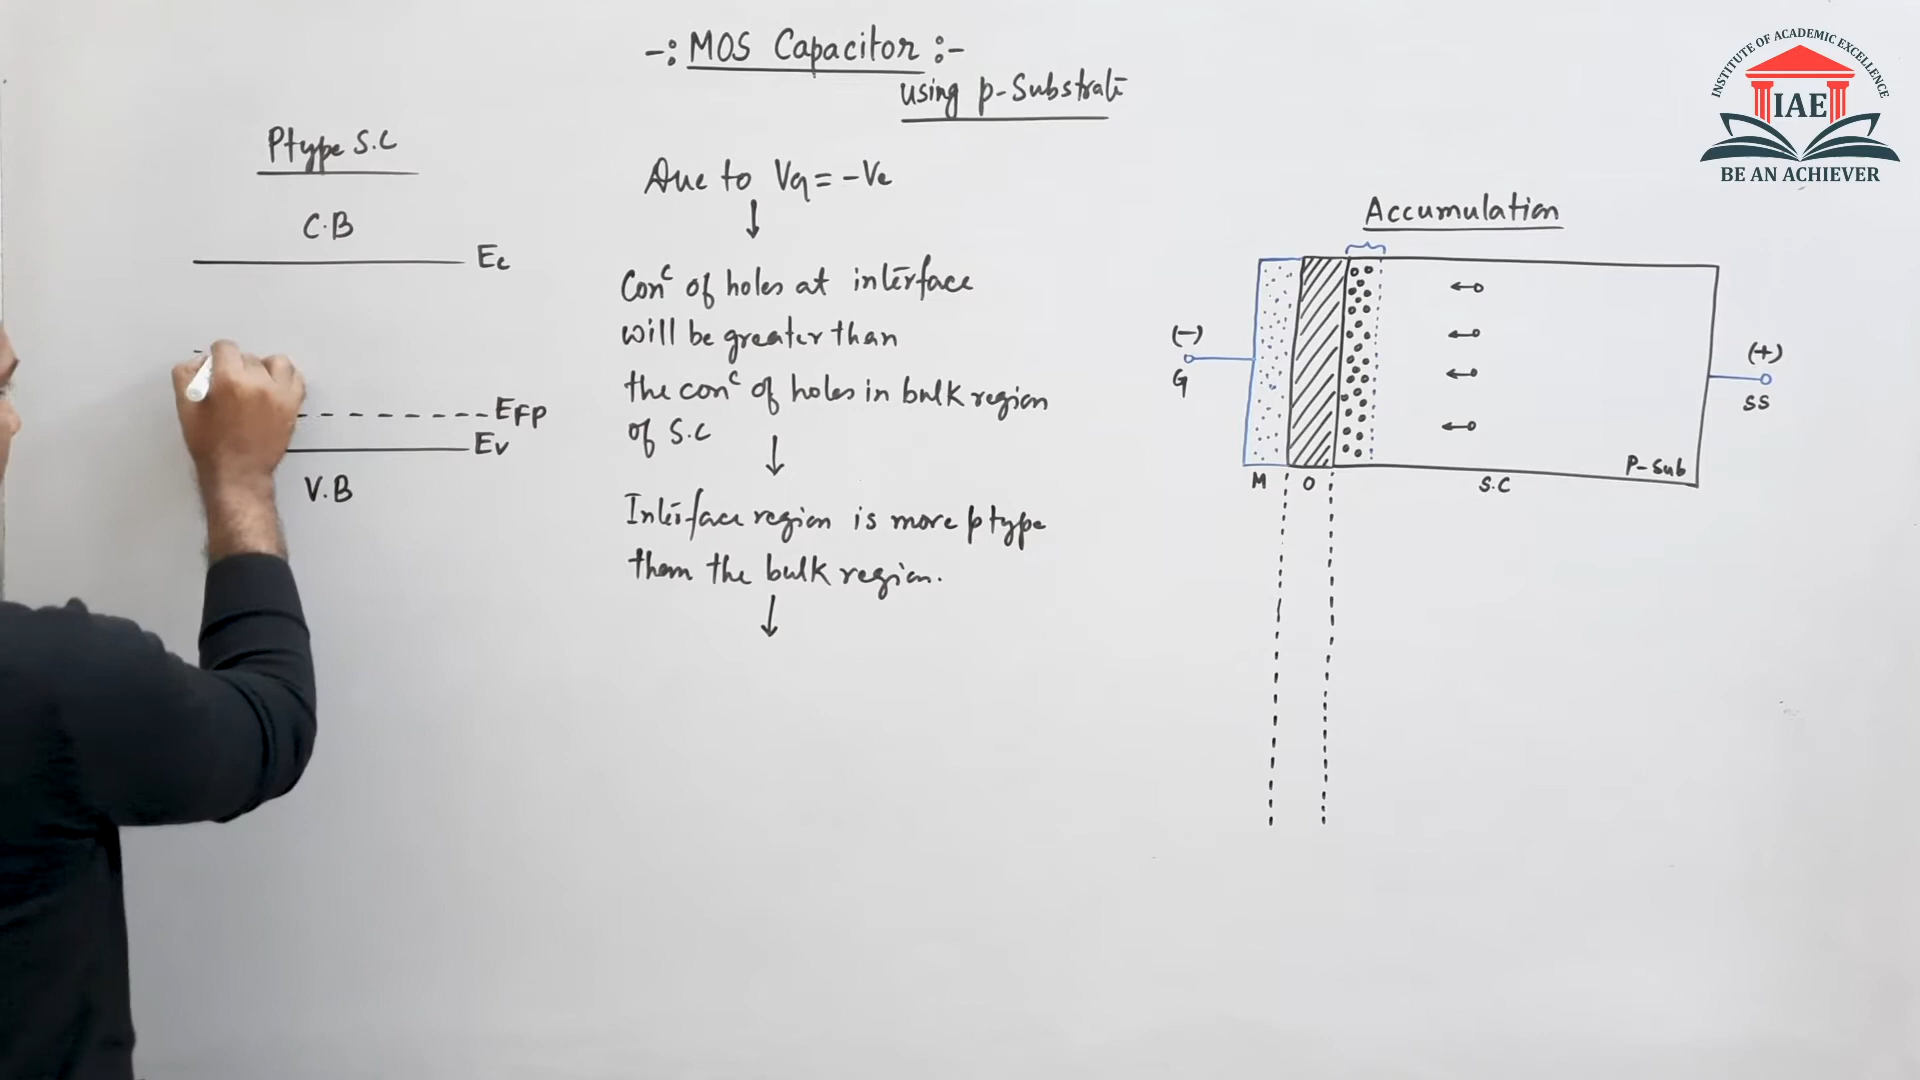 -: MOS Capacitor :-
using p-Substrate
INSTITUTE OF ACADEMIC EXCELLENCE
IAE
BE AN ACHIEVER
Ptype S.C
C.B
Ec
EFP
Ev
V.B
Due to VG = -Ve
↓
Conc of holes at interface
will be greater than
the conc of holes in bulk region
of S.C
↓
Interface region is more p type
them the bulk region.
↓
Accumulation
(-)
G
(+)
SS
P-Sub
M O S.C